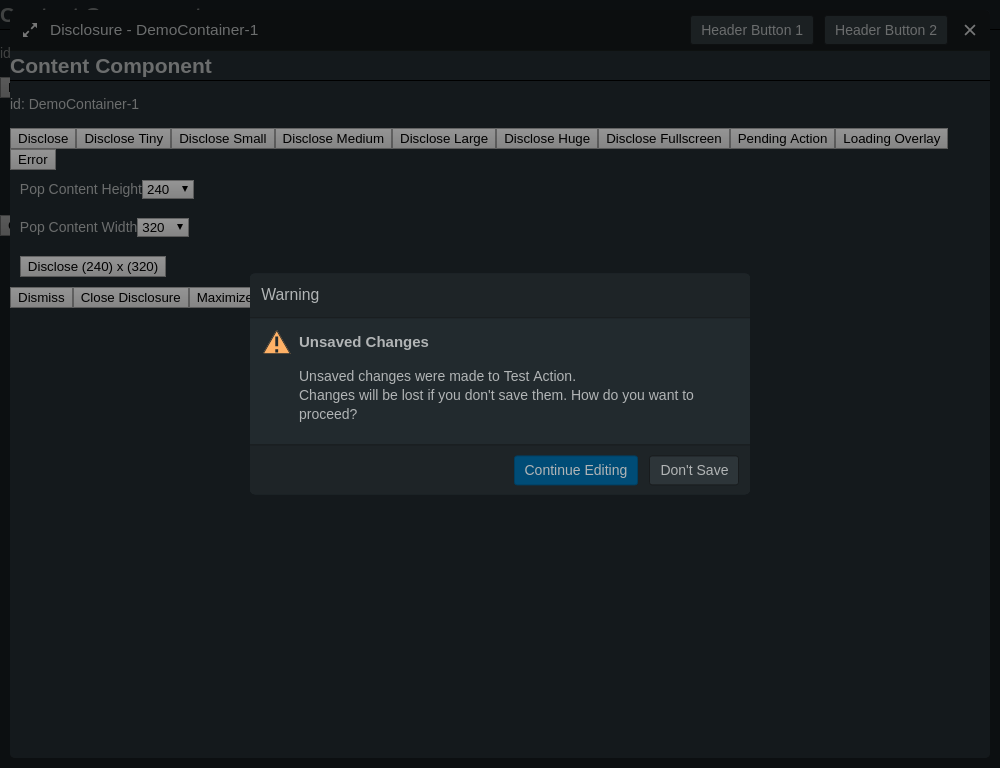 Disclosure - DemoContainer-1 Header Button 1 Header Button 2
Content Component
id
id: DemoContainer-1
Disclose Disclose Tiny Disclose Small Disclose Medium Disclose Large Disclose Huge Disclose Fullscreen Pending Action Loading Overlay
Error
Pop Content Height 240
Pop Content Width 320
Disclose (240) x (320)
Dismiss Close Disclosure Maximize
Warning
Unsaved Changes
Unsaved changes were made to Test Action.
Changes will be lost if you don't save them. How do you want to
proceed?
Continue Editing Don't Save